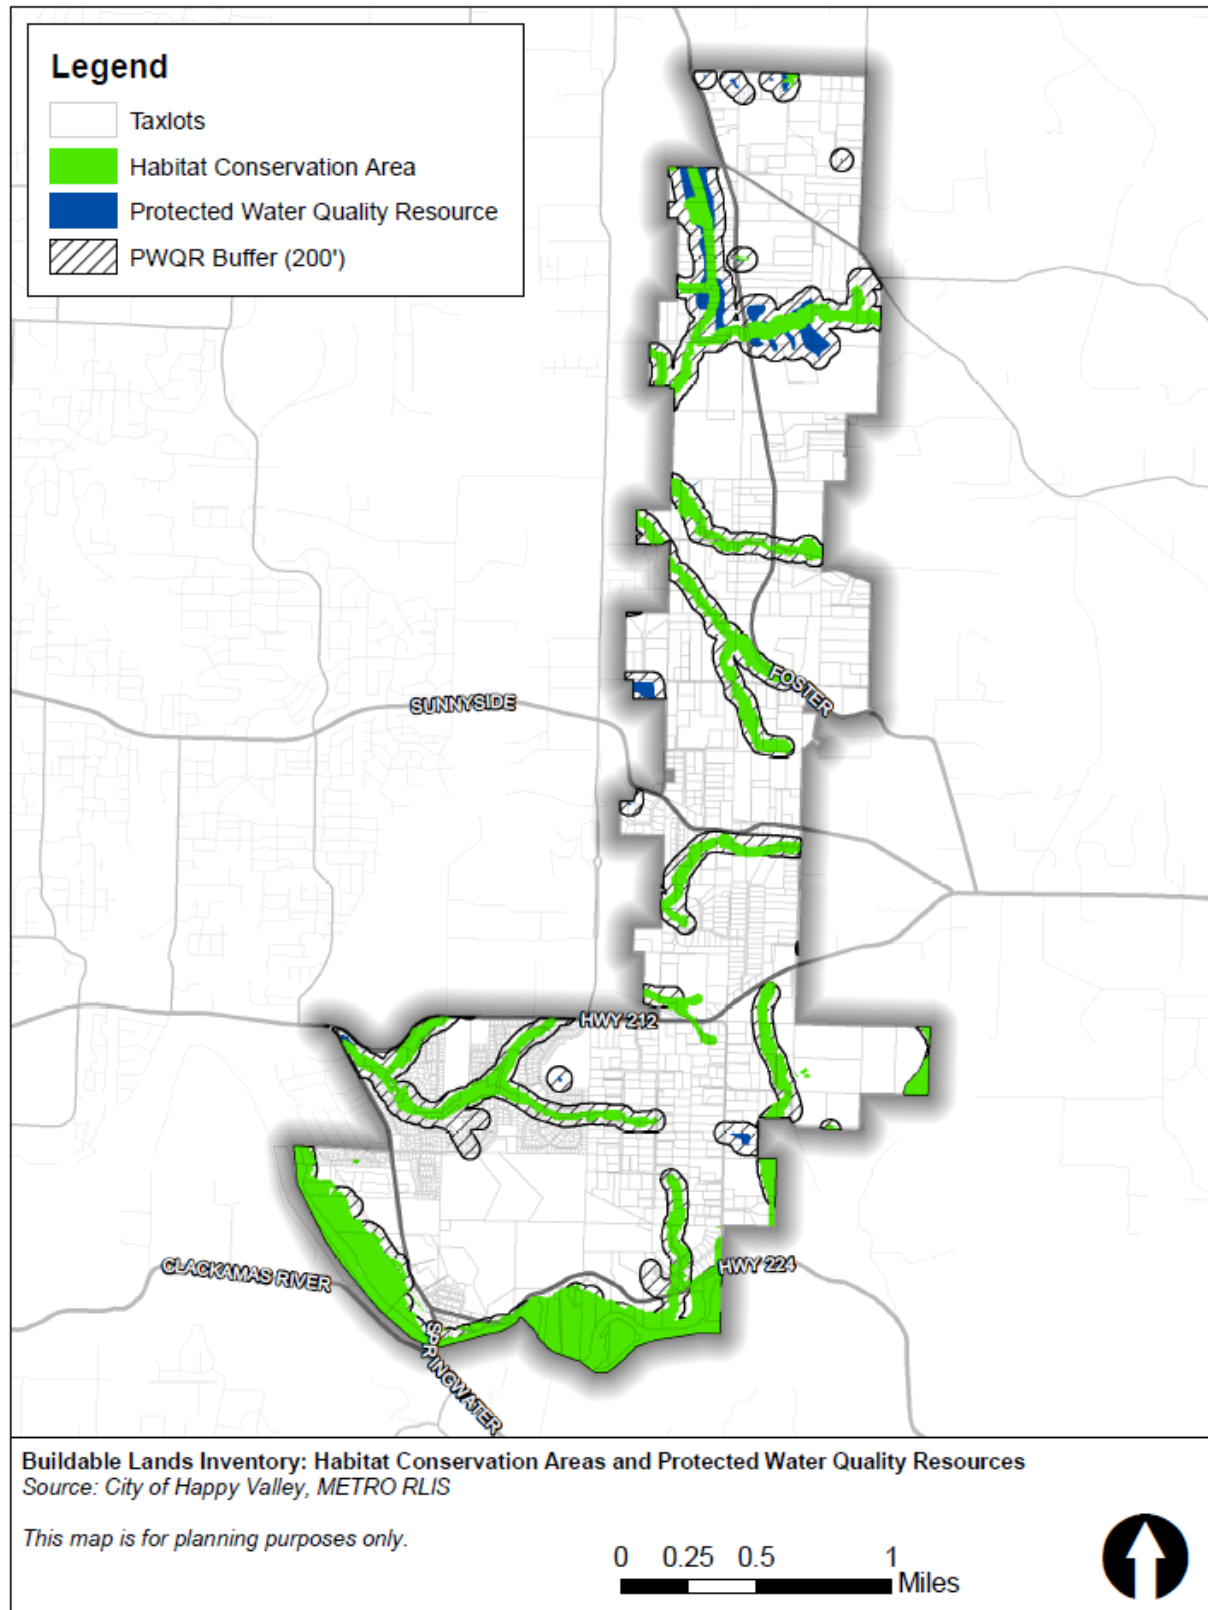 Legend
Taxlots
Habitat Conservation Area
Protected Water Quality Resource
PWQR Buffer (200')
SUNNYSIDE
FOSTER
HWY 212
HWY 224
CLACKAMAS RIVER
SPRINGWATER
Buildable Lands Inventory: Habitat Conservation Areas and Protected Water Quality Resources
Source: City of Happy Valley, METRO RLIS
This map is for planning purposes only.
0 0.25 0.5 1
Miles